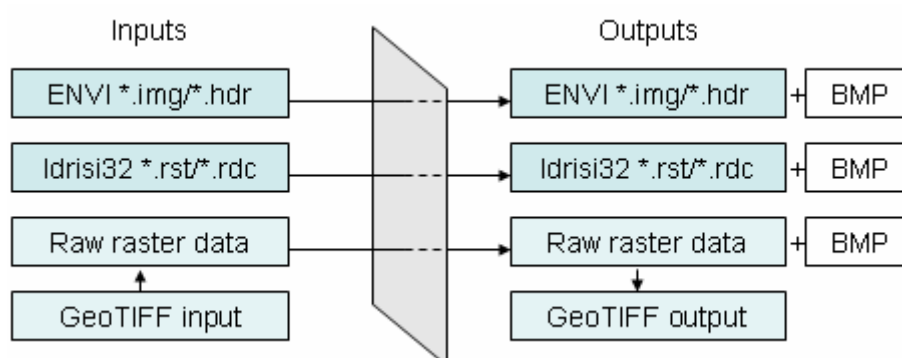 Inputs Outputs
ENVI *.img/*.hdr ENVI *.img/*.hdr + BMP
Idrisi32 *.rst/*.rdc Idrisi32 *.rst/*.rdc + BMP
Raw raster data Raw raster data + BMP
GeoTIFF input GeoTIFF output